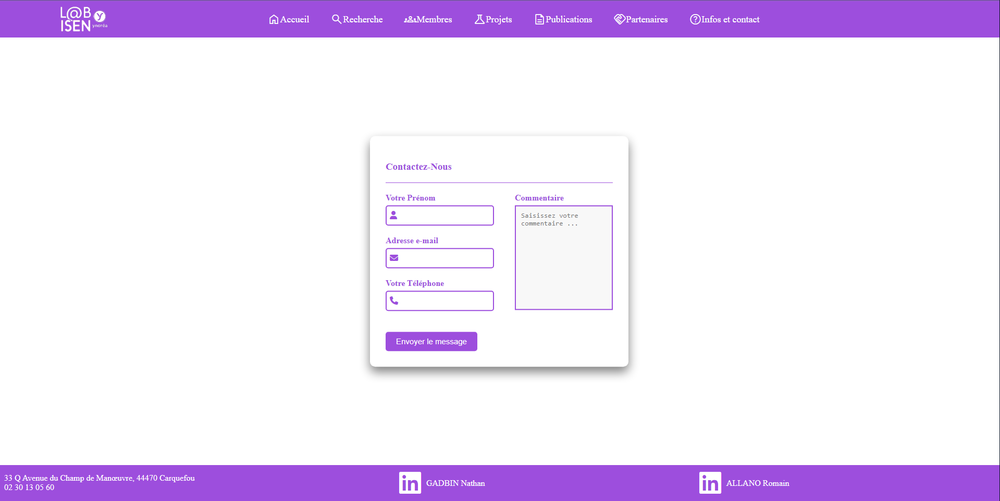 L@B
ISEN yncréa
Accueil
Recherche
Membres
Projets
Publications
Partenaires
Infos et contact
Contactez-Nous
Votre Prénom
Adresse e-mail
Votre Téléphone
Commentaire
Saisissez votre
commentaire ...
Envoyer le message
33 Q Avenue du Champ de Manœuvre, 44470 Carquefou
02 30 13 05 60
in GADBIN Nathan
in ALLANO Romain